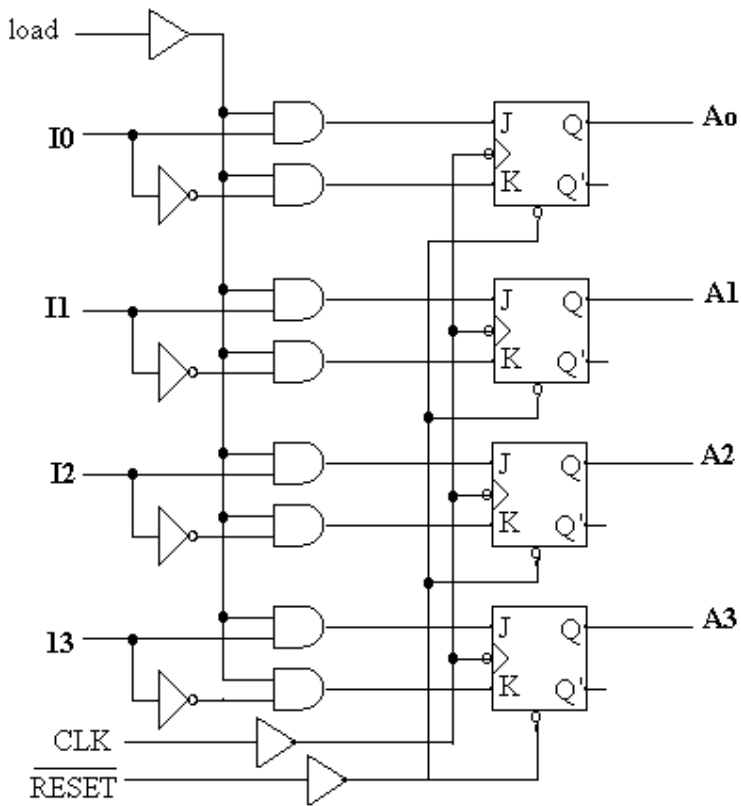 load
I0
J Q Ao
K Q'
I1
J Q A1
K Q'
I2
J Q A2
K Q'
I3
J Q A3
K Q'
CLK
RESET